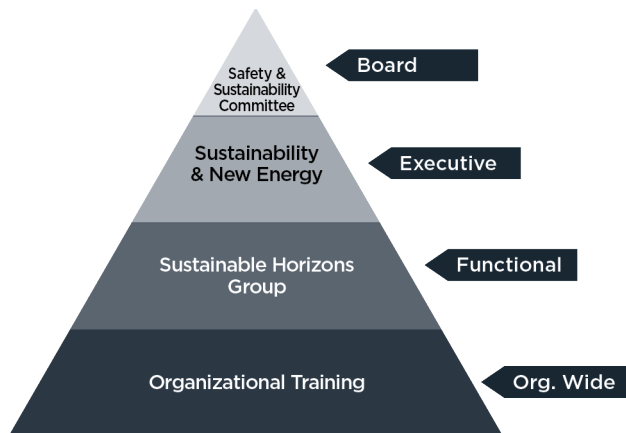 Safety &
Sustainability
Committee
Board
Sustainability
& New Energy
Executive
Sustainable Horizons
Group
Functional
Organizational Training
Org. Wide